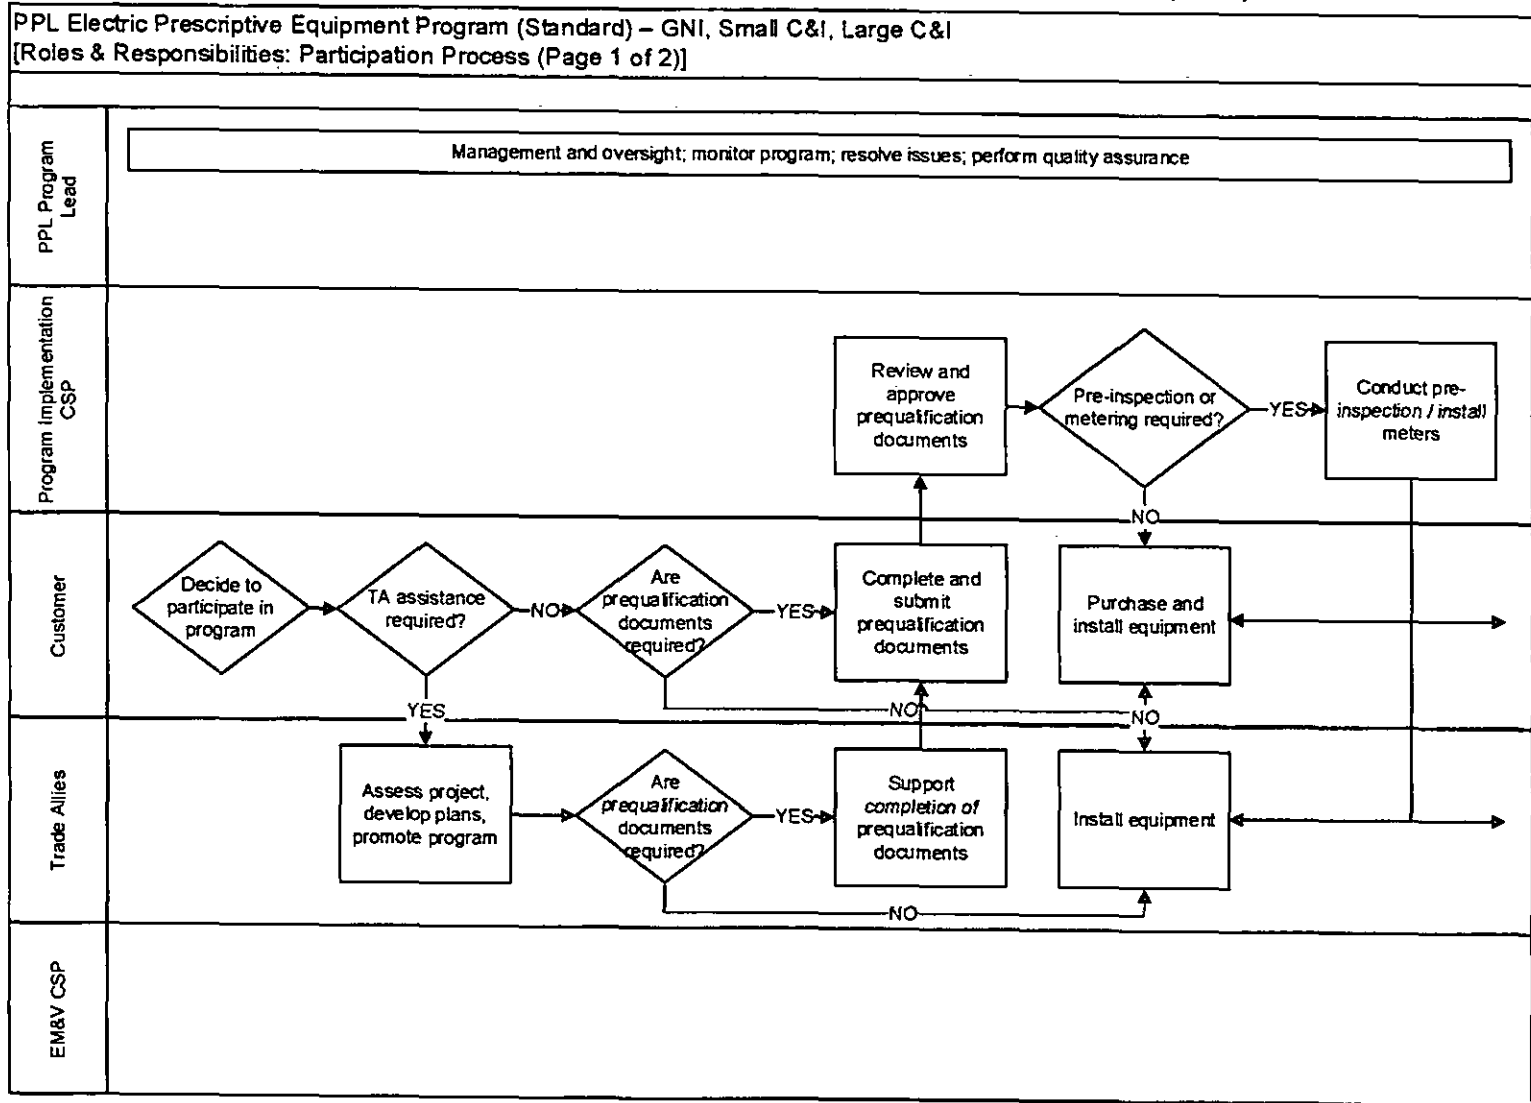 PPL Electric Prescriptive Equipment Program (Standard) – GNI, Small C&I, Large C&I
[Roles & Responsibilities: Participation Process (Page 1 of 2)]
PPL Program
Lead
Management and oversight; monitor program; resolve issues; perform quality assurance
Program Implementation
CSP
Review and
approve
prequalification
documents
Pre-inspection or
metering required?
YES
Conduct pre-
inspection / install
meters
NO
Customer
Decide to
participate in
program
TA assistance
required?
NO
Are
prequalification
documents
required?
YES
Complete and
submit
prequalification
documents
Purchase and
install equipment
YES
NO
NO
Trade Allies
Assess project,
develop plans,
promote program
Are
prequalification
documents
required?
YES
Support
completion of
prequalification
documents
Install equipment
NO
EM&V CSP